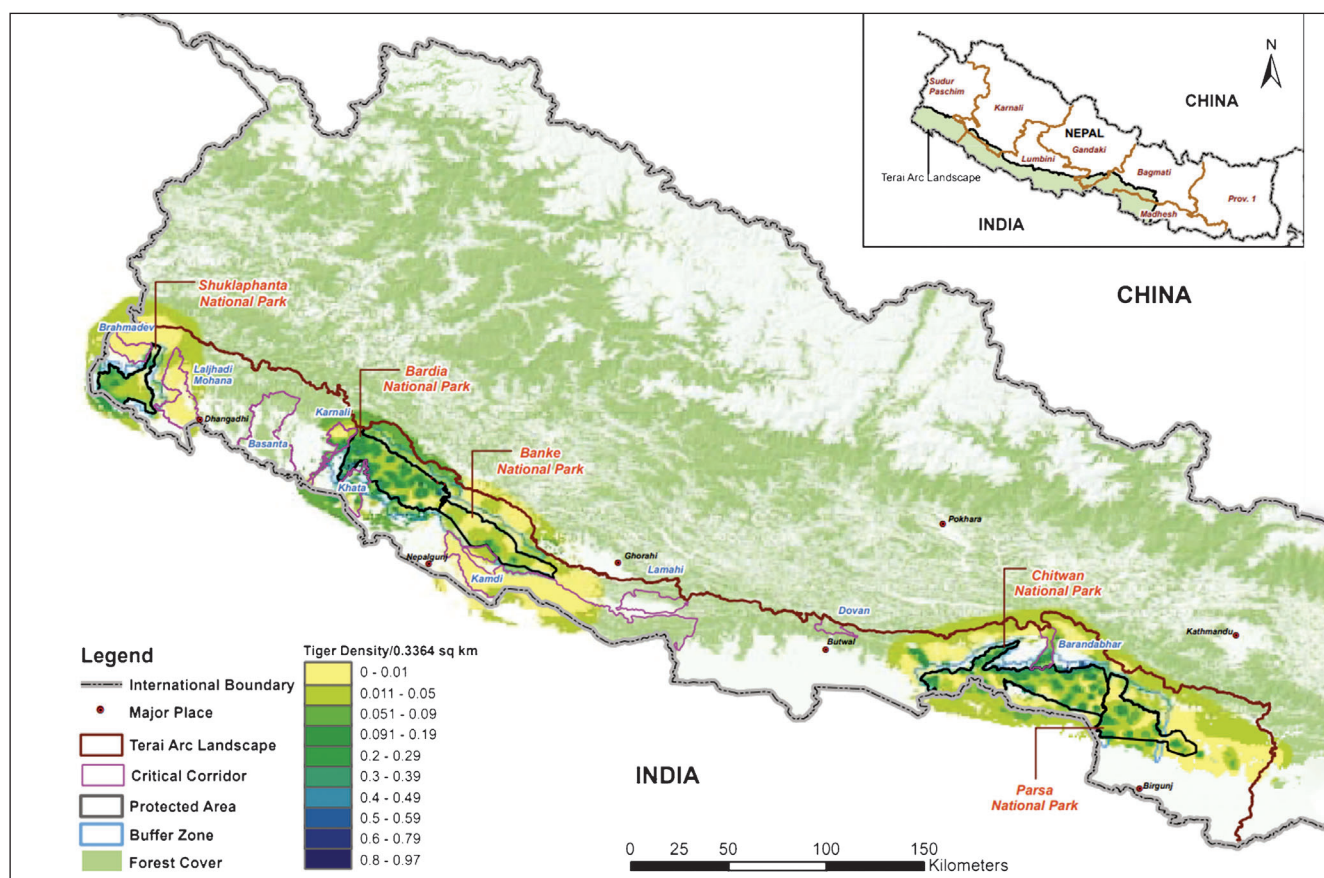 N
CHINA
NEPAL
INDIA
Sudur
Paschim
Karnali
Lumbini
Gandaki
Bagmati
Madhesh
Prov. 1
Terai Arc Landscape
CHINA
Shuklaphanta
National Park
Brahmadev
Laljhadi
Mohana
Dhangadhi
Basanta
Bardia
National Park
Karnali
Khata
Banke
National Park
Nepalgunj
Kamdi
Ghorahi
Lamahi
Pokhara
Dovan
Butwal
Chitwan
National Park
Barandabhar
Kathmandu
Parsa
National Park
Birgunj
INDIA
Legend
International Boundary
Major Place
Terai Arc Landscape
Critical Corridor
Protected Area
Buffer Zone
Forest Cover
Tiger Density/0.3364 sq km
0 - 0.01
0.011 - 0.05
0.051 - 0.09
0.091 - 0.19
0.2 - 0.29
0.3 - 0.39
0.4 - 0.49
0.5 - 0.59
0.6 - 0.79
0.8 - 0.97
0 25 50 100 150
Kilometers